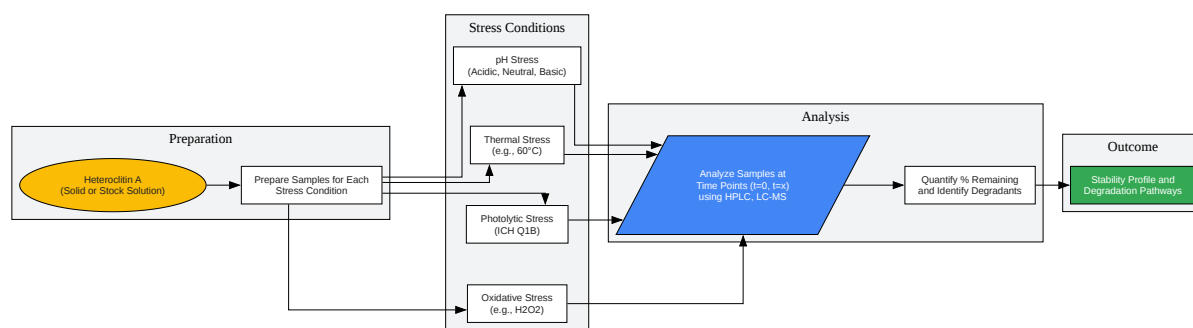 Preparation
Heteroclitin A
(Solid or Stock Solution)
Prepare Samples for Each
Stress Condition
Stress Conditions
pH Stress
(Acidic, Neutral, Basic)
Thermal Stress
(e.g., 60°C)
Photolytic Stress
(ICH Q1B)
Oxidative Stress
(e.g., H2O2)
Analysis
Analyze Samples at
Time Points (t=0, t=x)
using HPLC, LC-MS
Quantify % Remaining
and Identify Degradants
Outcome
Stability Profile and
Degradation Pathways